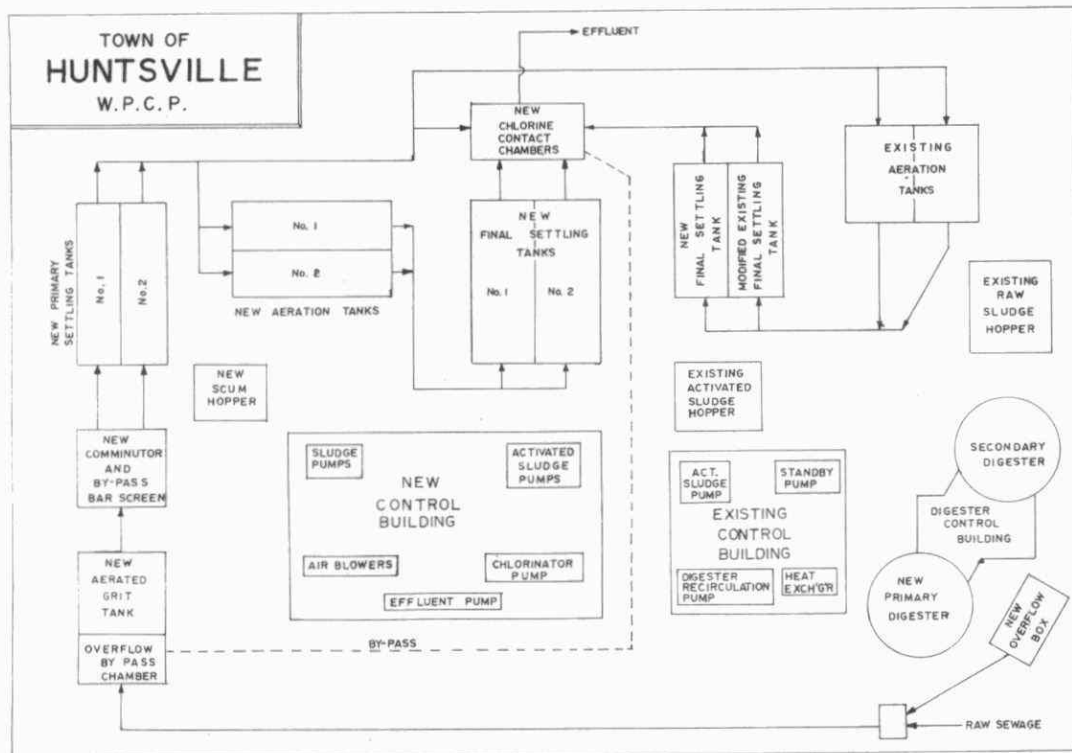 TOWN OF
HUNTSVILLE
W.P.C.P.
EFFLUENT
NEW
CHLORINE
CONTACT
CHAMBERS
EXISTING
AERATION
TANKS
NEW PRIMARY
SETTLING TANKS
No. 1
No. 2
No. 1
No. 2
NEW AERATION TANKS
NEW
FINAL SETTLING
TANKS
No. 1
No. 2
NEW
FINAL SETTLING
TANK
MODIFIED EXISTING
FINAL SETTLING
TANK
EXISTING
RAW
SLUDGE
HOPPER
NEW
SCUM
HOPPER
EXISTING
ACTIVATED
SLUDGE
HOPPER
NEW
COMMINUTOR
AND
BY-PASS
BAR SCREEN
SLUDGE
PUMPS
ACTIVATED
SLUDGE
PUMPS
NEW
CONTROL
BUILDING
AIR BLOWERS
CHLORINATOR
PUMP
EFFLUENT PUMP
ACT.
SLUDGE
PUMP
STANDBY
PUMP
EXISTING
CONTROL
BUILDING
DIGESTER
RECIRCULATION
PUMP
HEAT
EXCH'G'R
SECONDARY
DIGESTER
DIGESTER
CONTROL
BUILDING
NEW
PRIMARY
DIGESTER
NEW
OVERFLOW
BOX
NEW
AERATED
GRIT
TANK
OVERFLOW
BY PASS
CHAMBER
BY-PASS
RAW SEWAGE